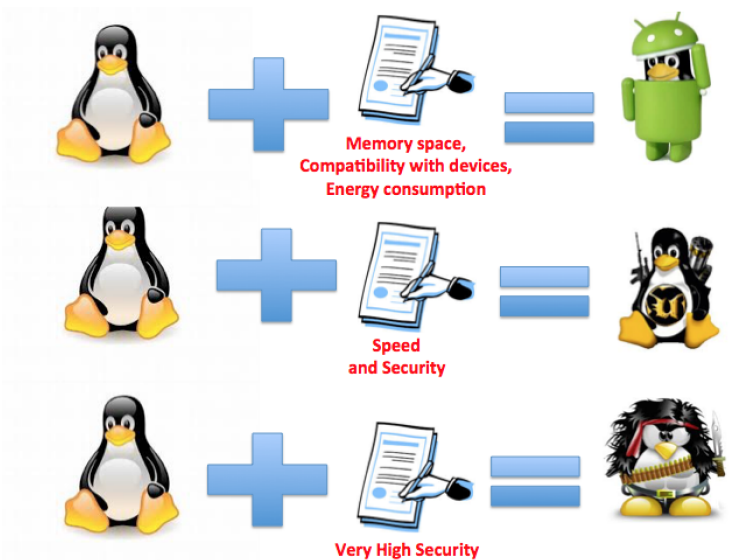 Memory space,
Compatibility with devices,
Energy consumption
Speed
and Security
Very High Security